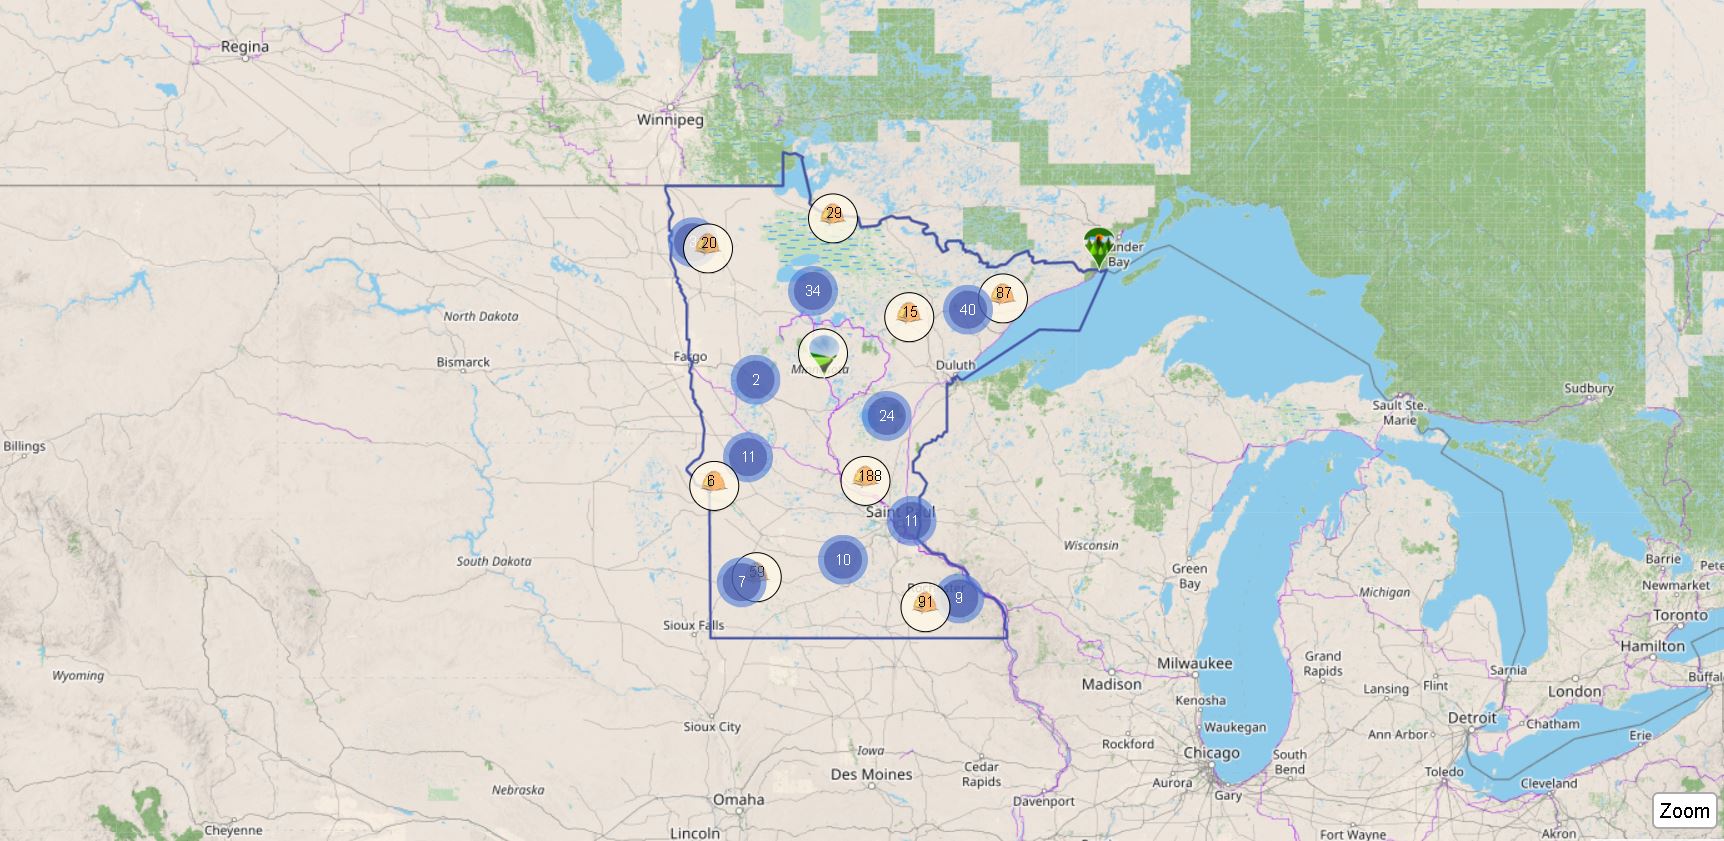 Regina
Winnipeg
29
20
under
Bay
34
87
15
40
North Dakota
Fargo
Bismarck
Duluth
2
Sudbury
Sault Ste.
Marie
24
Billings
11
6
188
Saint Paul
11
Wisconsin
South Dakota
10
59
7
Green
Bay
Barrie
Newmarket
Michigan
91
9
Toronto
Sioux Falls
Hamilton
Milwaukee
Grand
Rapids
Sarnia
Wyoming
Madison
Lansing
Flint
London
Kenosha
Detroit
Chatham
Sioux City
Waukegan
Ann Arbor
Erie
Rockford
Iowa
Chicago
South
Bend
Des Moines
Cedar
Rapids
Toledo
Aurora
Cleveland
Nebraska
Gary
Omaha
Davenport
Zoom
Cheyenne
Lincoln
Fort Wayne
Akron